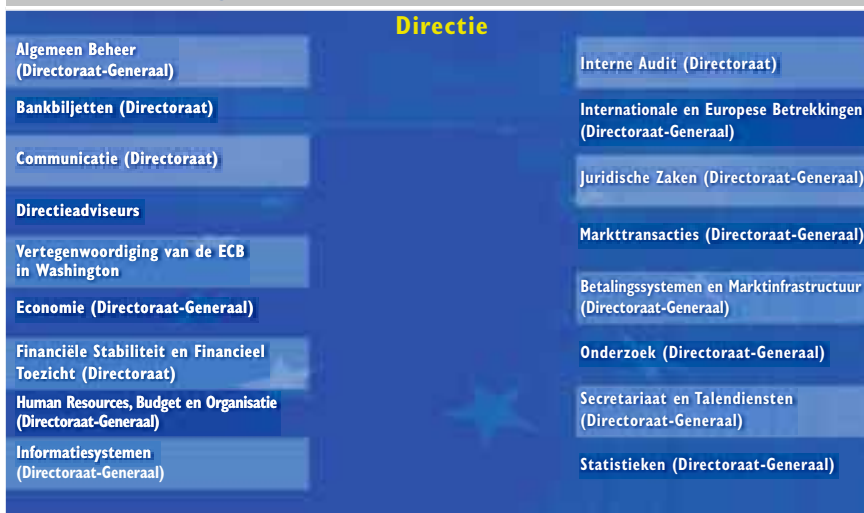 Directie
Algemeen Beheer
(Directoraat-Generaal)
Bankbiljetten (Directoraat)
Communicatie (Directoraat)
Directieadviseurs
Vertegenwoordiging van de ECB
in Washington
Economie (Directoraat-Generaal)
Financiële Stabiliteit en Financieel
Toezicht (Directoraat)
Human Resources, Budget en Organisatie
(Directoraat-Generaal)
Informatiesystemen
(Directoraat-Generaal)
Interne Audit (Directoraat)
Internationale en Europese Betrekkingen
(Directoraat-Generaal)
Juridische Zaken (Directoraat-Generaal)
Markttransacties (Directoraat-Generaal)
Betalingssystemen en Marktinfrastructuur
(Directoraat-Generaal)
Onderzoek (Directoraat-Generaal)
Secretariaat en Talendiensten
(Directoraat-Generaal)
Statistieken (Directoraat-Generaal)